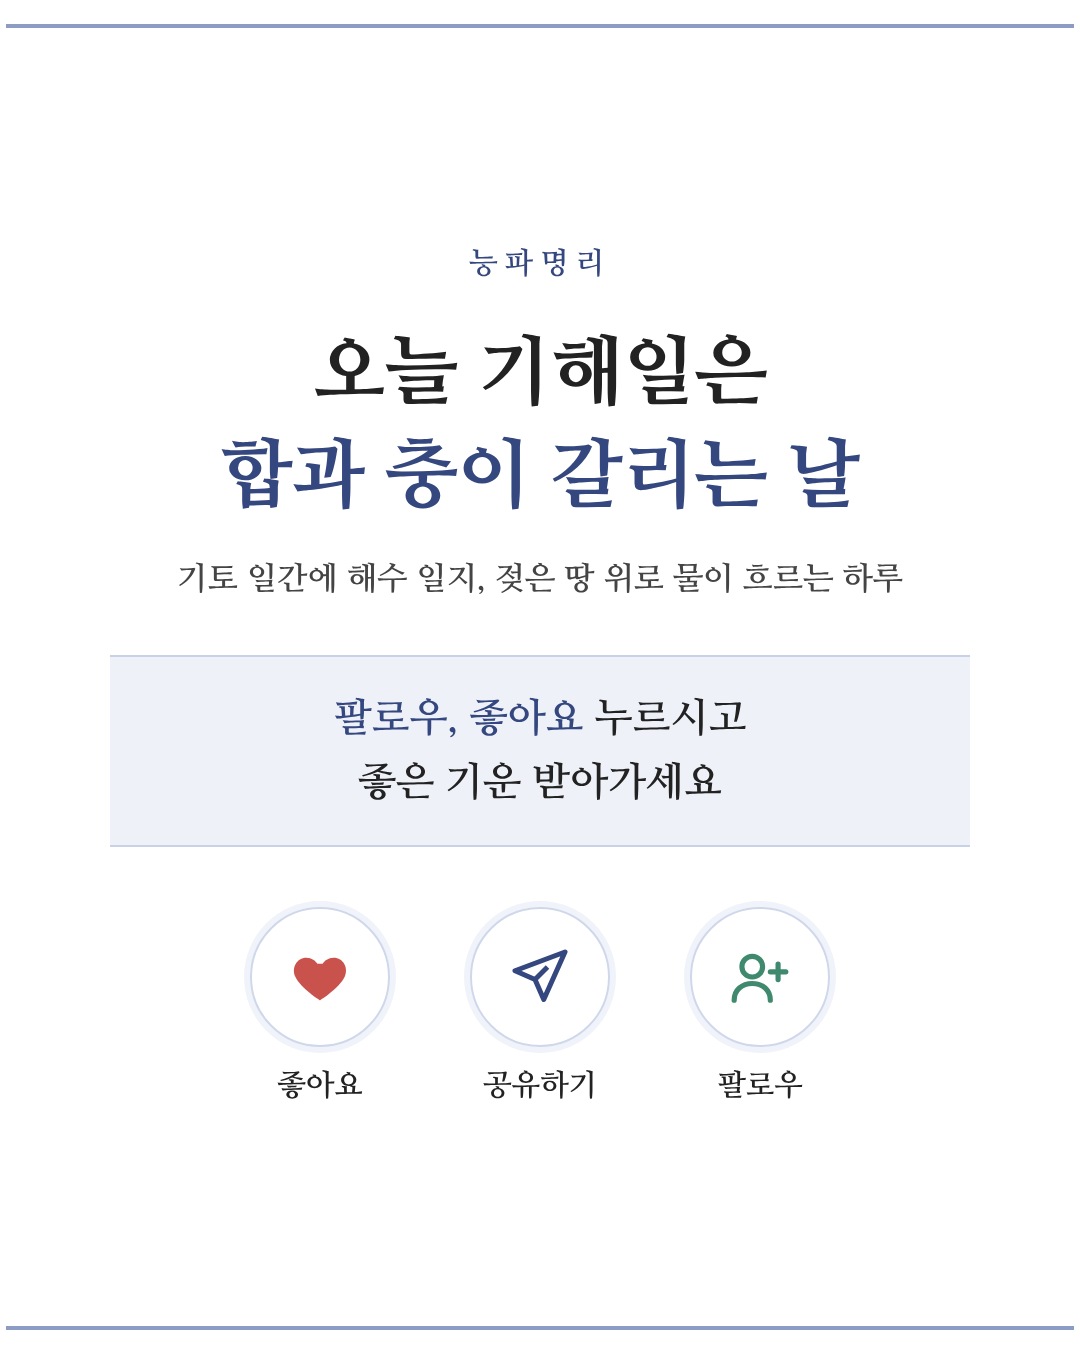 능파명리
오늘 기해일은
합과 충이 갈리는 날
기토 일간에 해수 일지, 젖은 땅 위로 물이 흐르는 하루
팔로우, 좋아요 누르시고
좋은 기운 받아가세요
좋아요 공유하기 팔로우